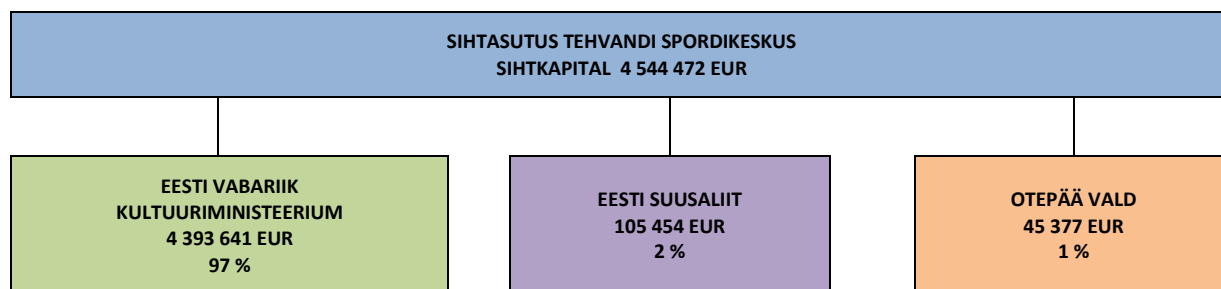 SIHTASUTUS TEHVANDI SPORDIKESKUS
SIHTKAPITAL 4 544 472 EUR
EESTI VABARIIK
KULTUURIMINISTEERIUM
4 393 641 EUR
97 %
EESTI SUUSALIIT
105 454 EUR
2 %
OTEPÄÄ VALD
45 377 EUR
1 %